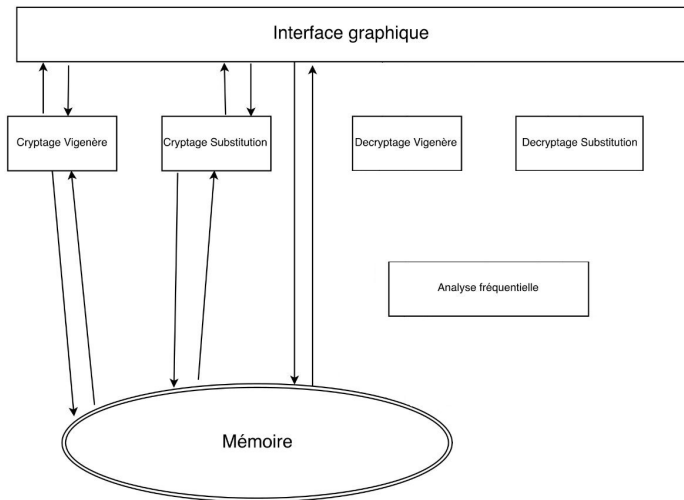 Interface graphique
Cryptage Vigenère
Cryptage Substitution
Decryptage Vigenère
Decryptage Substitution
Analyse fréquentielle
Mémoire